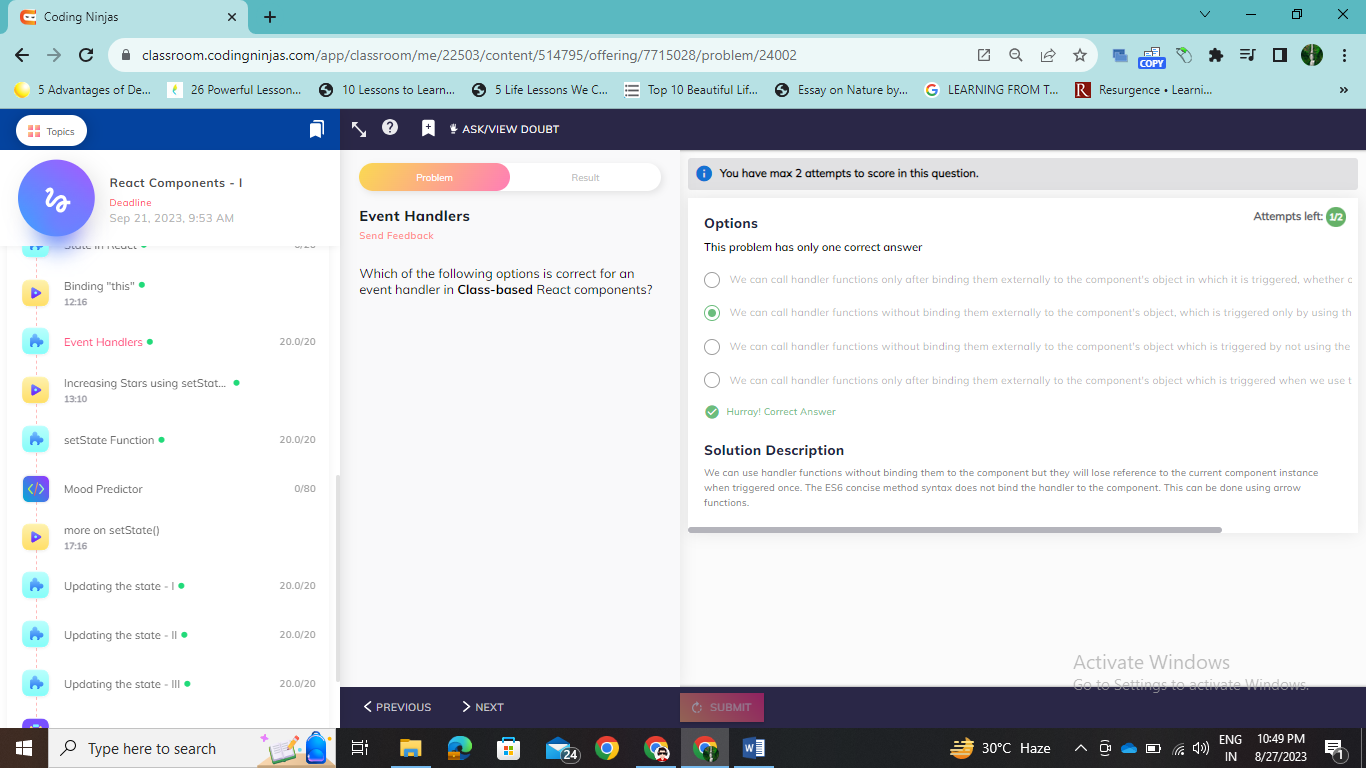 Coding Ninjas
classroom.codingninjas.com/app/classroom/me/22503/content/514795/offering/7715028/problem/24002
COPY
5 Advantages of De...
26 Powerful Lesson...
10 Lessons to Learn...
5 Life Lessons We C...
Top 10 Beautiful Lif...
Essay on Nature by...
LEARNING FROM T...
Resurgence • Learni...
Topics
ASK/VIEW DOUBT
React Components - I
Deadline
Sep 21, 2023, 9:53 AM
State in React
Binding "this"
12:16
Event Handlers
20.0/20
Increasing Stars using setStat...
13:10
setState Function
20.0/20
Mood Predictor
0/80
more on setState()
17:16
Updating the state - I
20.0/20
Updating the state - II
20.0/20
Updating the state - III
20.0/20
Problem
Result
Event Handlers
Send Feedback
Which of the following options is correct for an
event handler in Class-based React components?
You have max 2 attempts to score in this question.
Options
Attempts left: 1/2
This problem has only one correct answer
We can call handler functions only after binding them externally to the component's object in which it is triggered, whether c
We can call handler functions without binding them externally to the component's object, which is triggered only by using th
We can call handler functions without binding them externally to the component's object which is triggered by not using the
We can call handler functions only after binding them externally to the component's object which is triggered when we use t
Hurray! Correct Answer
Solution Description
We can use handler functions without binding them to the component but they will lose reference to the current component instance
when triggered once. The ES6 concise method syntax does not bind the handler to the component. This can be done using arrow
functions.
Activate Windows
Go to Settings to activate Windows.
PREVIOUS
NEXT
SUBMIT
Type here to search
24
30°C Haze
ENG
IN
10:49 PM
8/27/2023
1